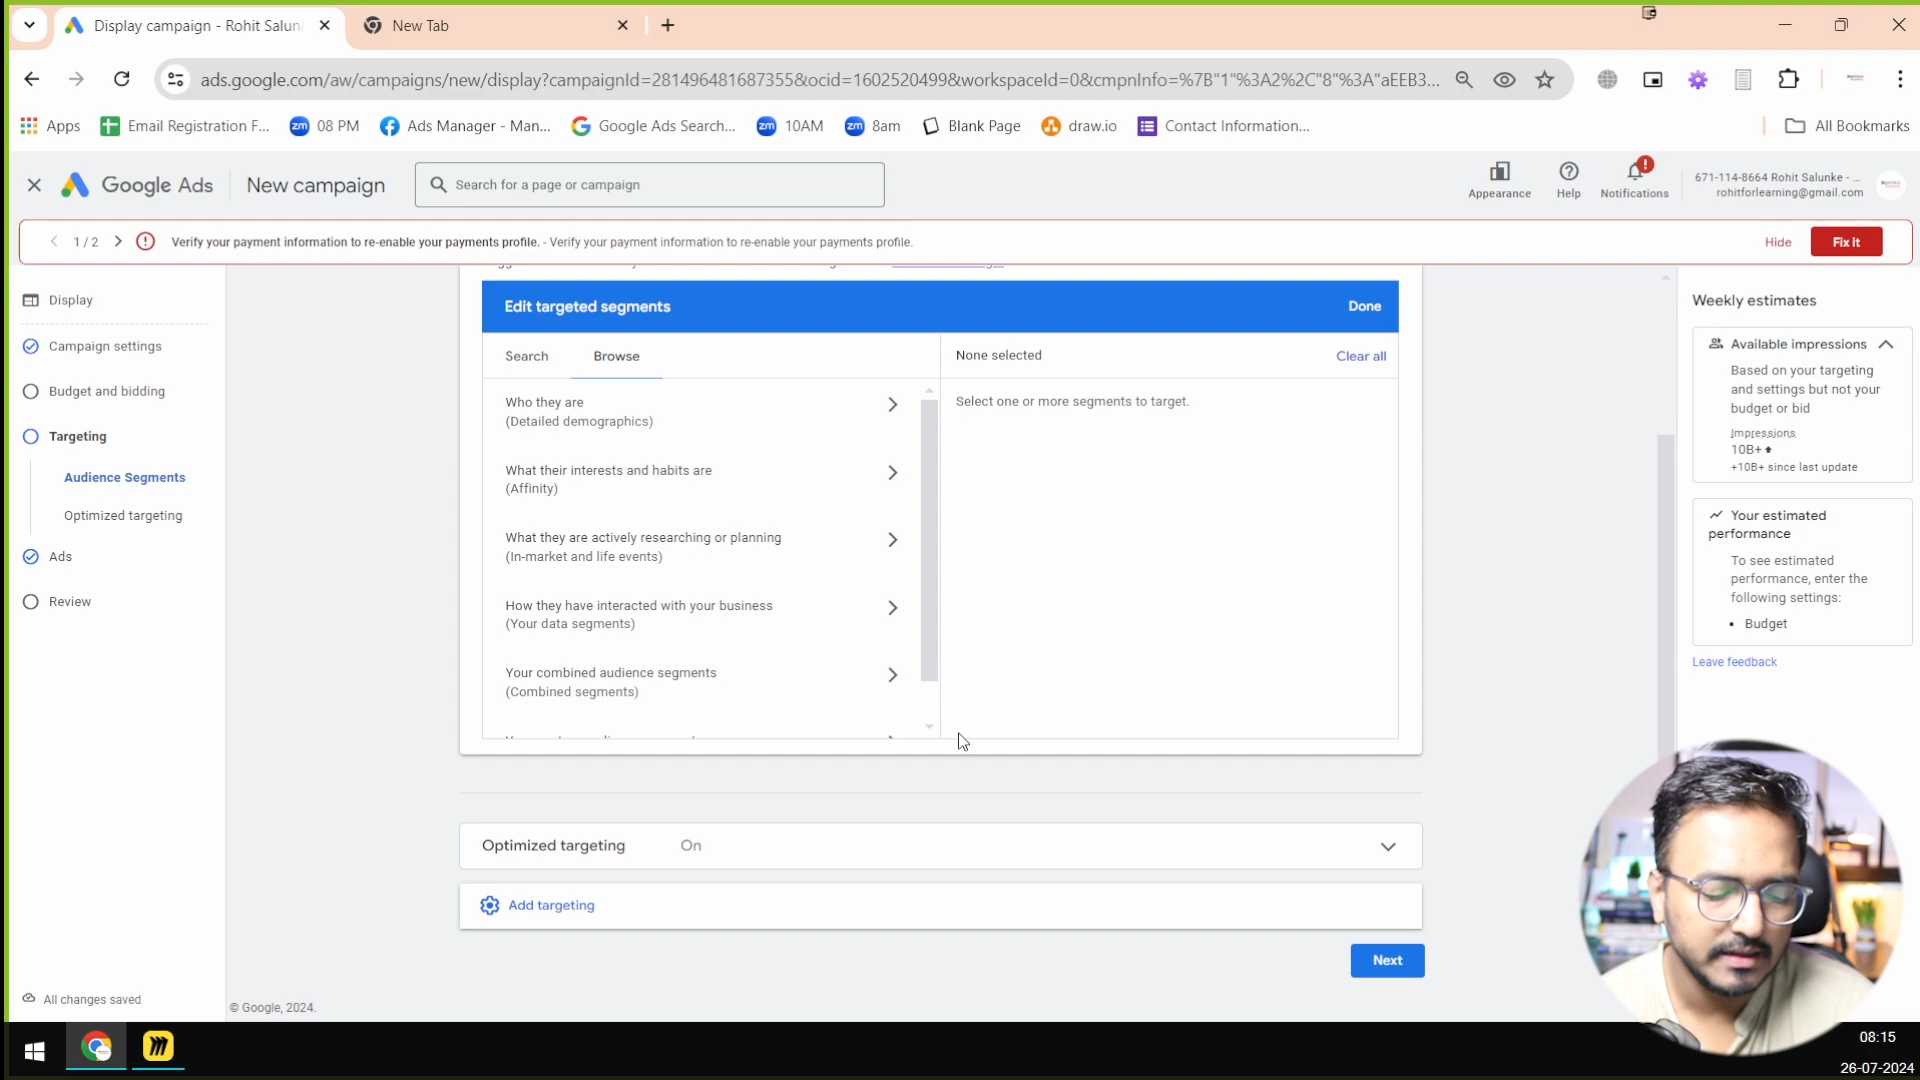 Display campaign - Rohit Salun
New Tab
ads.google.com/aw/campaigns/new/display?campaignId=281496481687355&ocid=1602520499&workspaceId=0&cmpnInfo=%7B"1"%3A2%2C"8"%3A"aEEB3...
Apps
Email Registration F...
zm 08 PM
Ads Manager - Man...
Google Ads Search...
zm 10AM
zm 8am
Blank Page
draw.io
Contact Information...
All Bookmarks
Google Ads
New campaign
Search for a page or campaign
Appearance
Help
Notifications
671-114-8664 Rohit Salunke - ...
rohitforlearning@gmail.com
1 / 2
Verify your payment information to re-enable your payments profile. - Verify your payment information to re-enable your payments profile.
Hide
Fix it
Display
Campaign settings
Budget and bidding
Targeting
Audience Segments
Optimized targeting
Ads
Review
All changes saved
Edit targeted segments
Done
Search
Browse
None selected
Clear all
Who they are
(Detailed demographics)
What their interests and habits are
(Affinity)
What they are actively researching or planning
(In-market and life events)
How they have interacted with your business
(Your data segments)
Your combined audience segments
(Combined segments)
Select one or more segments to target.
Optimized targeting
On
Add targeting
Next
© Google, 2024.
Weekly estimates
Available impressions
Based on your targeting
and settings but not your
budget or bid
Impressions
10B+
+10B+ since last update
Your estimated
performance
To see estimated
performance, enter the
following settings:
• Budget
Leave feedback
08:15
26-07-2024